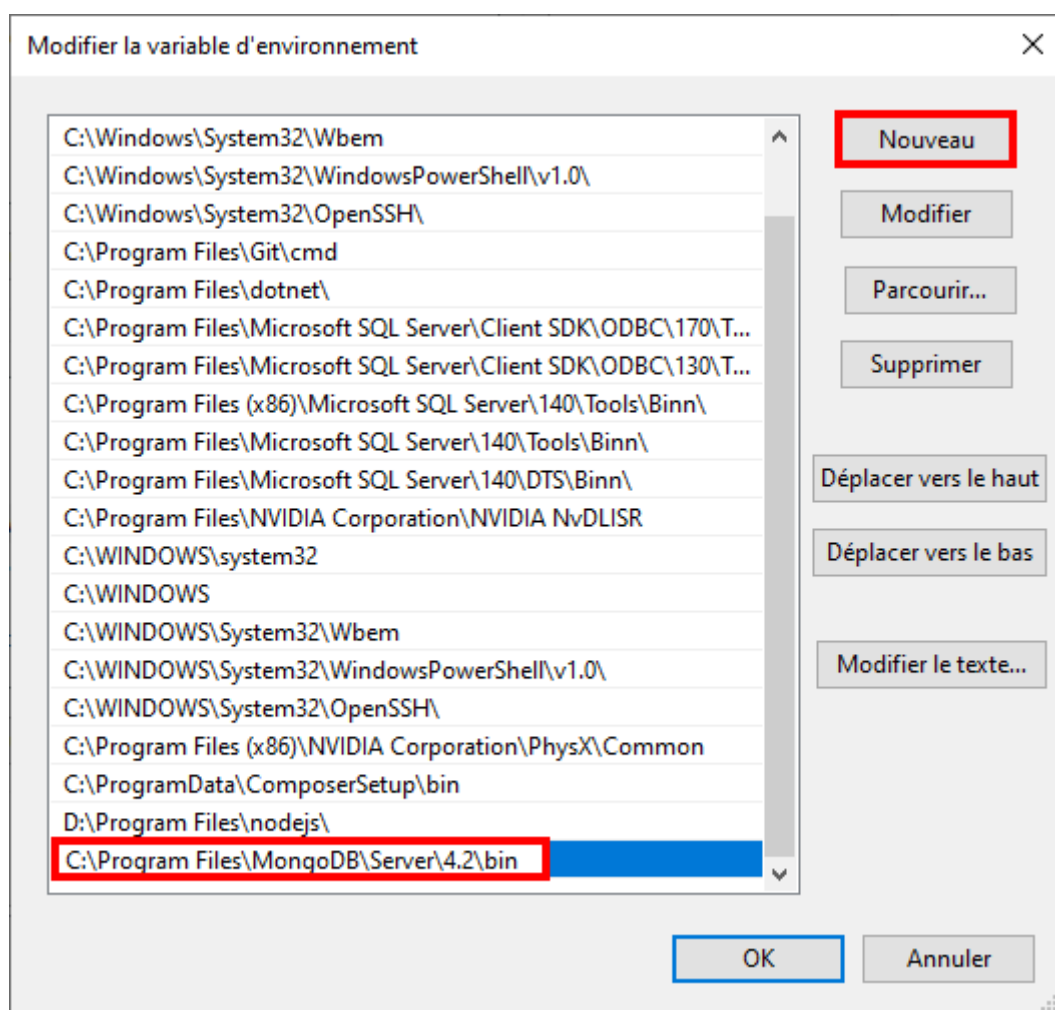 Modifier la variable d'environnement
C:\Windows\System32\Wbem
C:\Windows\System32\WindowsPowerShell\v1.0\
C:\Windows\System32\OpenSSH\
C:\Program Files\Git\cmd
C:\Program Files\dotnet\
C:\Program Files\Microsoft SQL Server\Client SDK\ODBC\170\T...
C:\Program Files\Microsoft SQL Server\Client SDK\ODBC\130\T...
C:\Program Files (x86)\Microsoft SQL Server\140\Tools\Binn\
C:\Program Files\Microsoft SQL Server\140\Tools\Binn\
C:\Program Files\Microsoft SQL Server\140\DTS\Binn\
C:\Program Files\NVIDIA Corporation\NVIDIA NvDLISR
C:\WINDOWS\system32
C:\WINDOWS
C:\WINDOWS\System32\Wbem
C:\WINDOWS\System32\WindowsPowerShell\v1.0\
C:\WINDOWS\System32\OpenSSH\
C:\Program Files (x86)\NVIDIA Corporation\PhysX\Common
C:\ProgramData\ComposerSetup\bin
D:\Program Files\nodejs\
C:\Program Files\MongoDB\Server\4.2\bin
Nouveau
Modifier
Parcourir...
Supprimer
Déplacer vers le haut
Déplacer vers le bas
Modifier le texte...
OK
Annuler